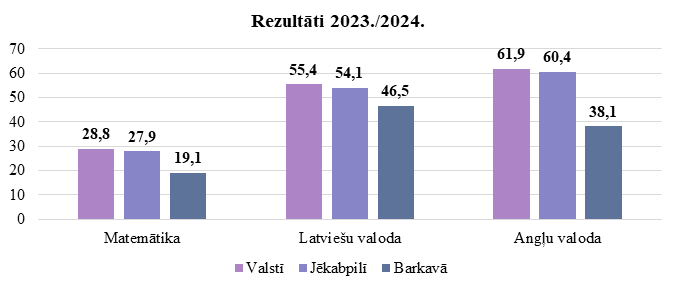 Rezultāti 2023./2024.
70
60
50
40
30
20
10
0
28,8 27,9 19,1
55,4 54,1 46,5
61,9 60,4 38,1
Matemātika Latviešu valoda Angļu valoda
Valstī Jēkabpilī Barkavā